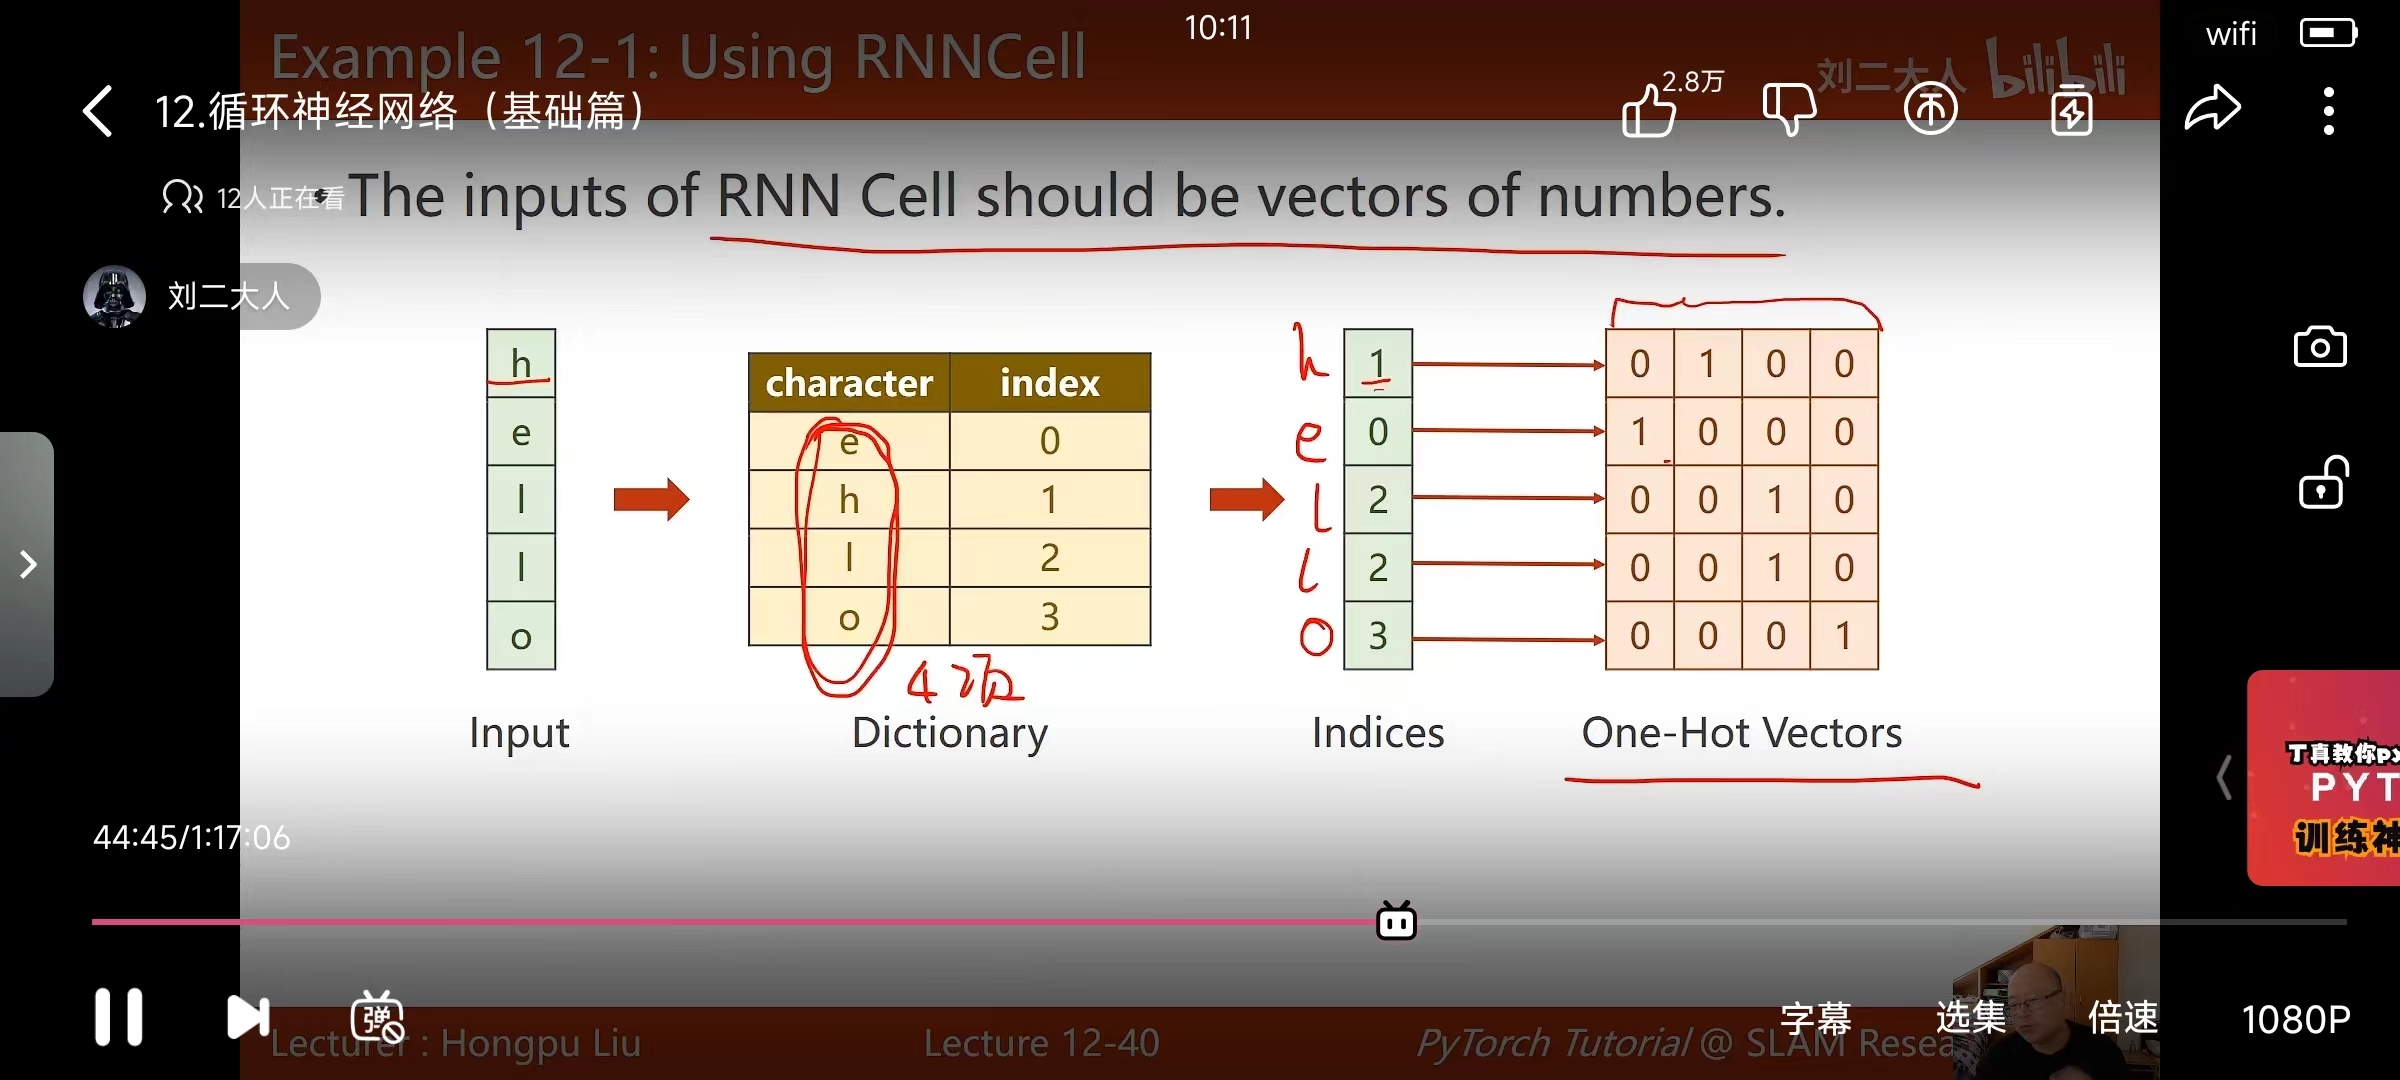 10:11
wifi
Example 12-1: Using RNNCell
刘二大人 bilibili
12.循环神经网络（基础篇）
2.8万
12人正在看
The inputs of RNN Cell should be vectors of numbers.
刘二大人
h e l l o
character index
e 0
h 1
l 2
o 3
4项
h 1 0 1 0 0
e 0 1 0 0 0
l 2 0 0 1 0
l 2 0 0 1 0
o 3 0 0 0 1
Input Dictionary Indices One-Hot Vectors
丁真教你py
PYT
训练神
44:45/1:17:06
弹
字幕 选集 倍速 1080P
Lecturer : Hongpu Liu Lecture 12-40 PyTorch Tutorial @ SLAM Resea